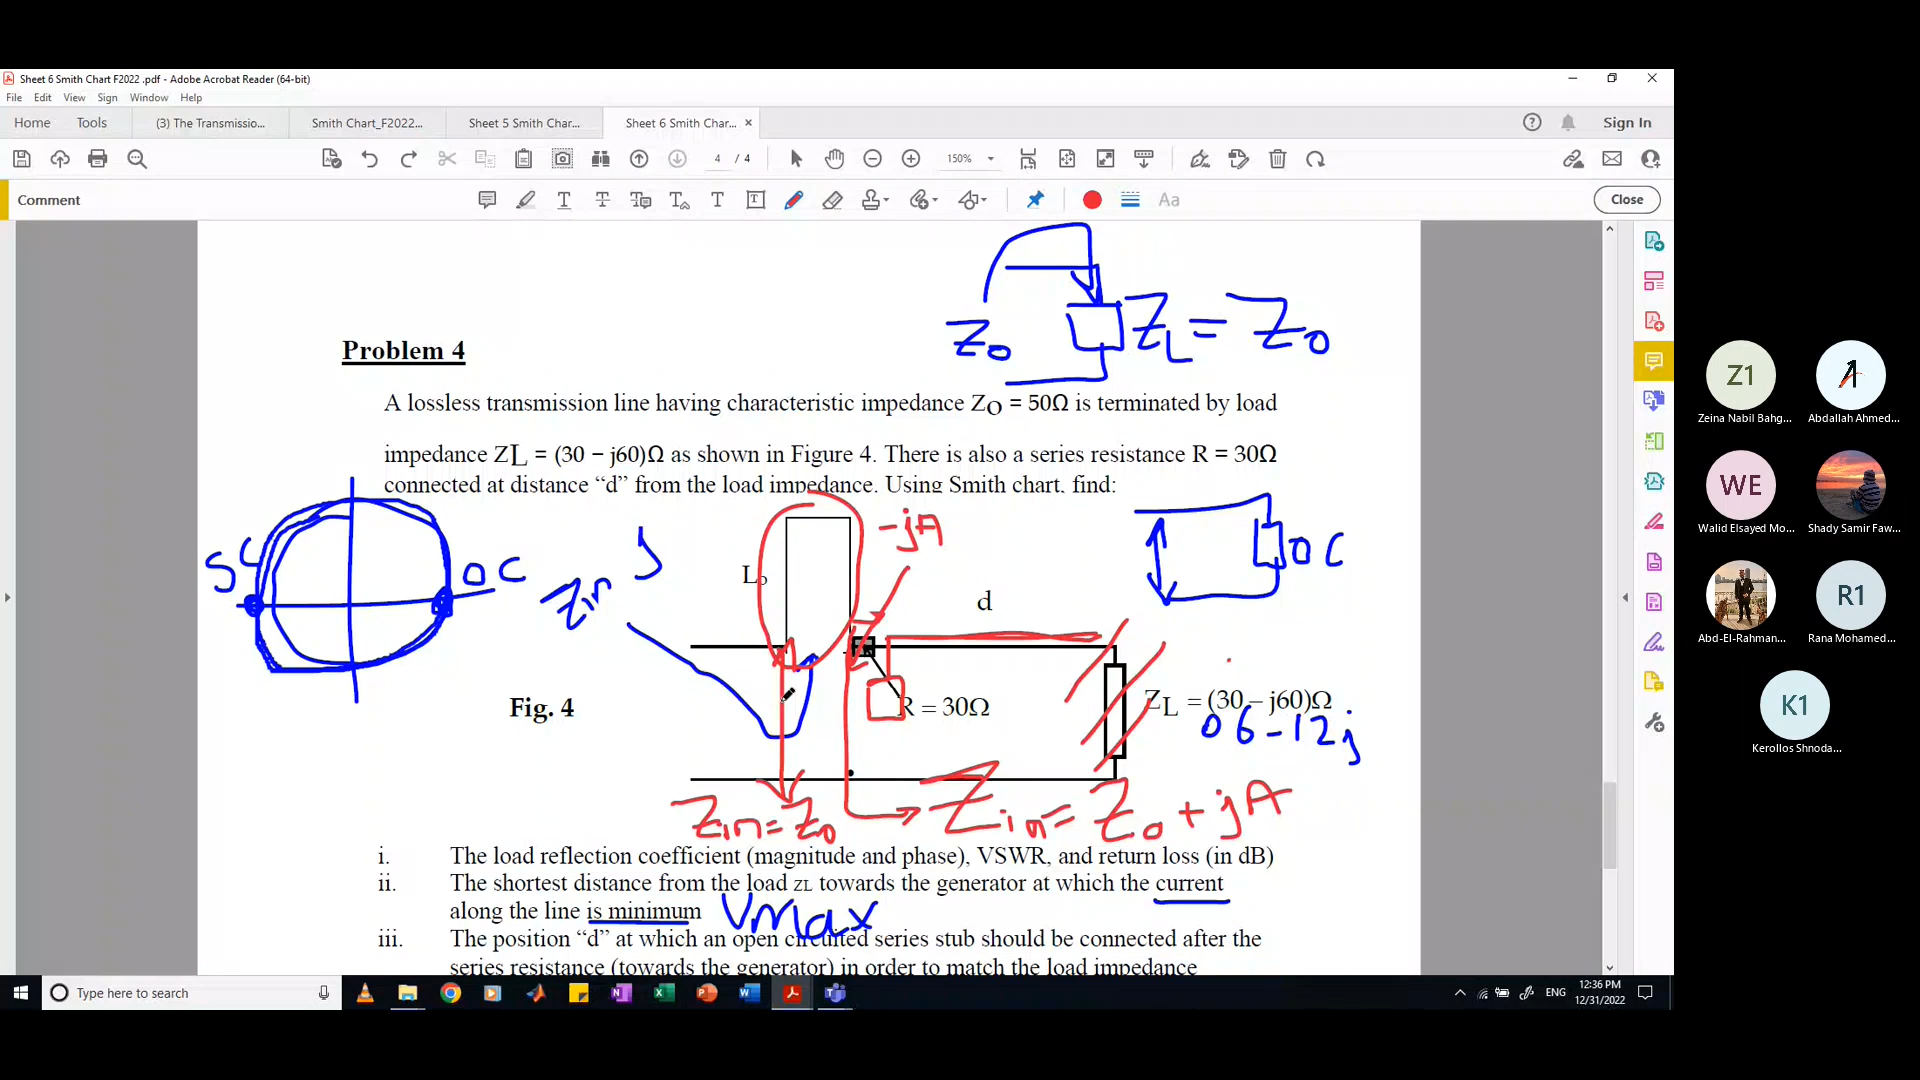 Sheet 6 Smith Chart F2022 .pdf - Adobe Acrobat Reader (64-bit)
File Edit View Sign Window Help
Home Tools (3) The Transmissio... Smith Chart_F2022... Sheet 5 Smith Char... Sheet 6 Smith Char... × Sign In
4 / 4 150%
Comment Aa Close
Z0 ZL = Z0
Problem 4
A lossless transmission line having characteristic impedance ZO = 50Ω is terminated by load
impedance ZL = (30 − j60)Ω as shown in Figure 4. There is also a series resistance R = 30Ω
connected at distance “d” from the load impedance. Using Smith chart, find:
-jA
SC OC Zin Lo d OC
Fig. 4 R = 30Ω ZL = (30 − j60)Ω
06-12j
Zin=Z0 Zin= Z0 + jA
i. The load reflection coefficient (magnitude and phase), VSWR, and return loss (in dB)
ii. The shortest distance from the load ZL towards the generator at which the current
along the line is minimum Vmax
iii. The position “d” at which an open circuited series stub should be connected after the
series resistance (towards the generator) in order to match the load impedance
Z1 Zeina Nabil Bahg...
Abdallah Ahmed...
WE Walid Elsayed Mo...
Shady Samir Faw...
Abd-El-Rahman...
R1 Rana Mohamed...
K1 Kerollos Shnoda...
Type here to search
ENG 12:36 PM
12/31/2022